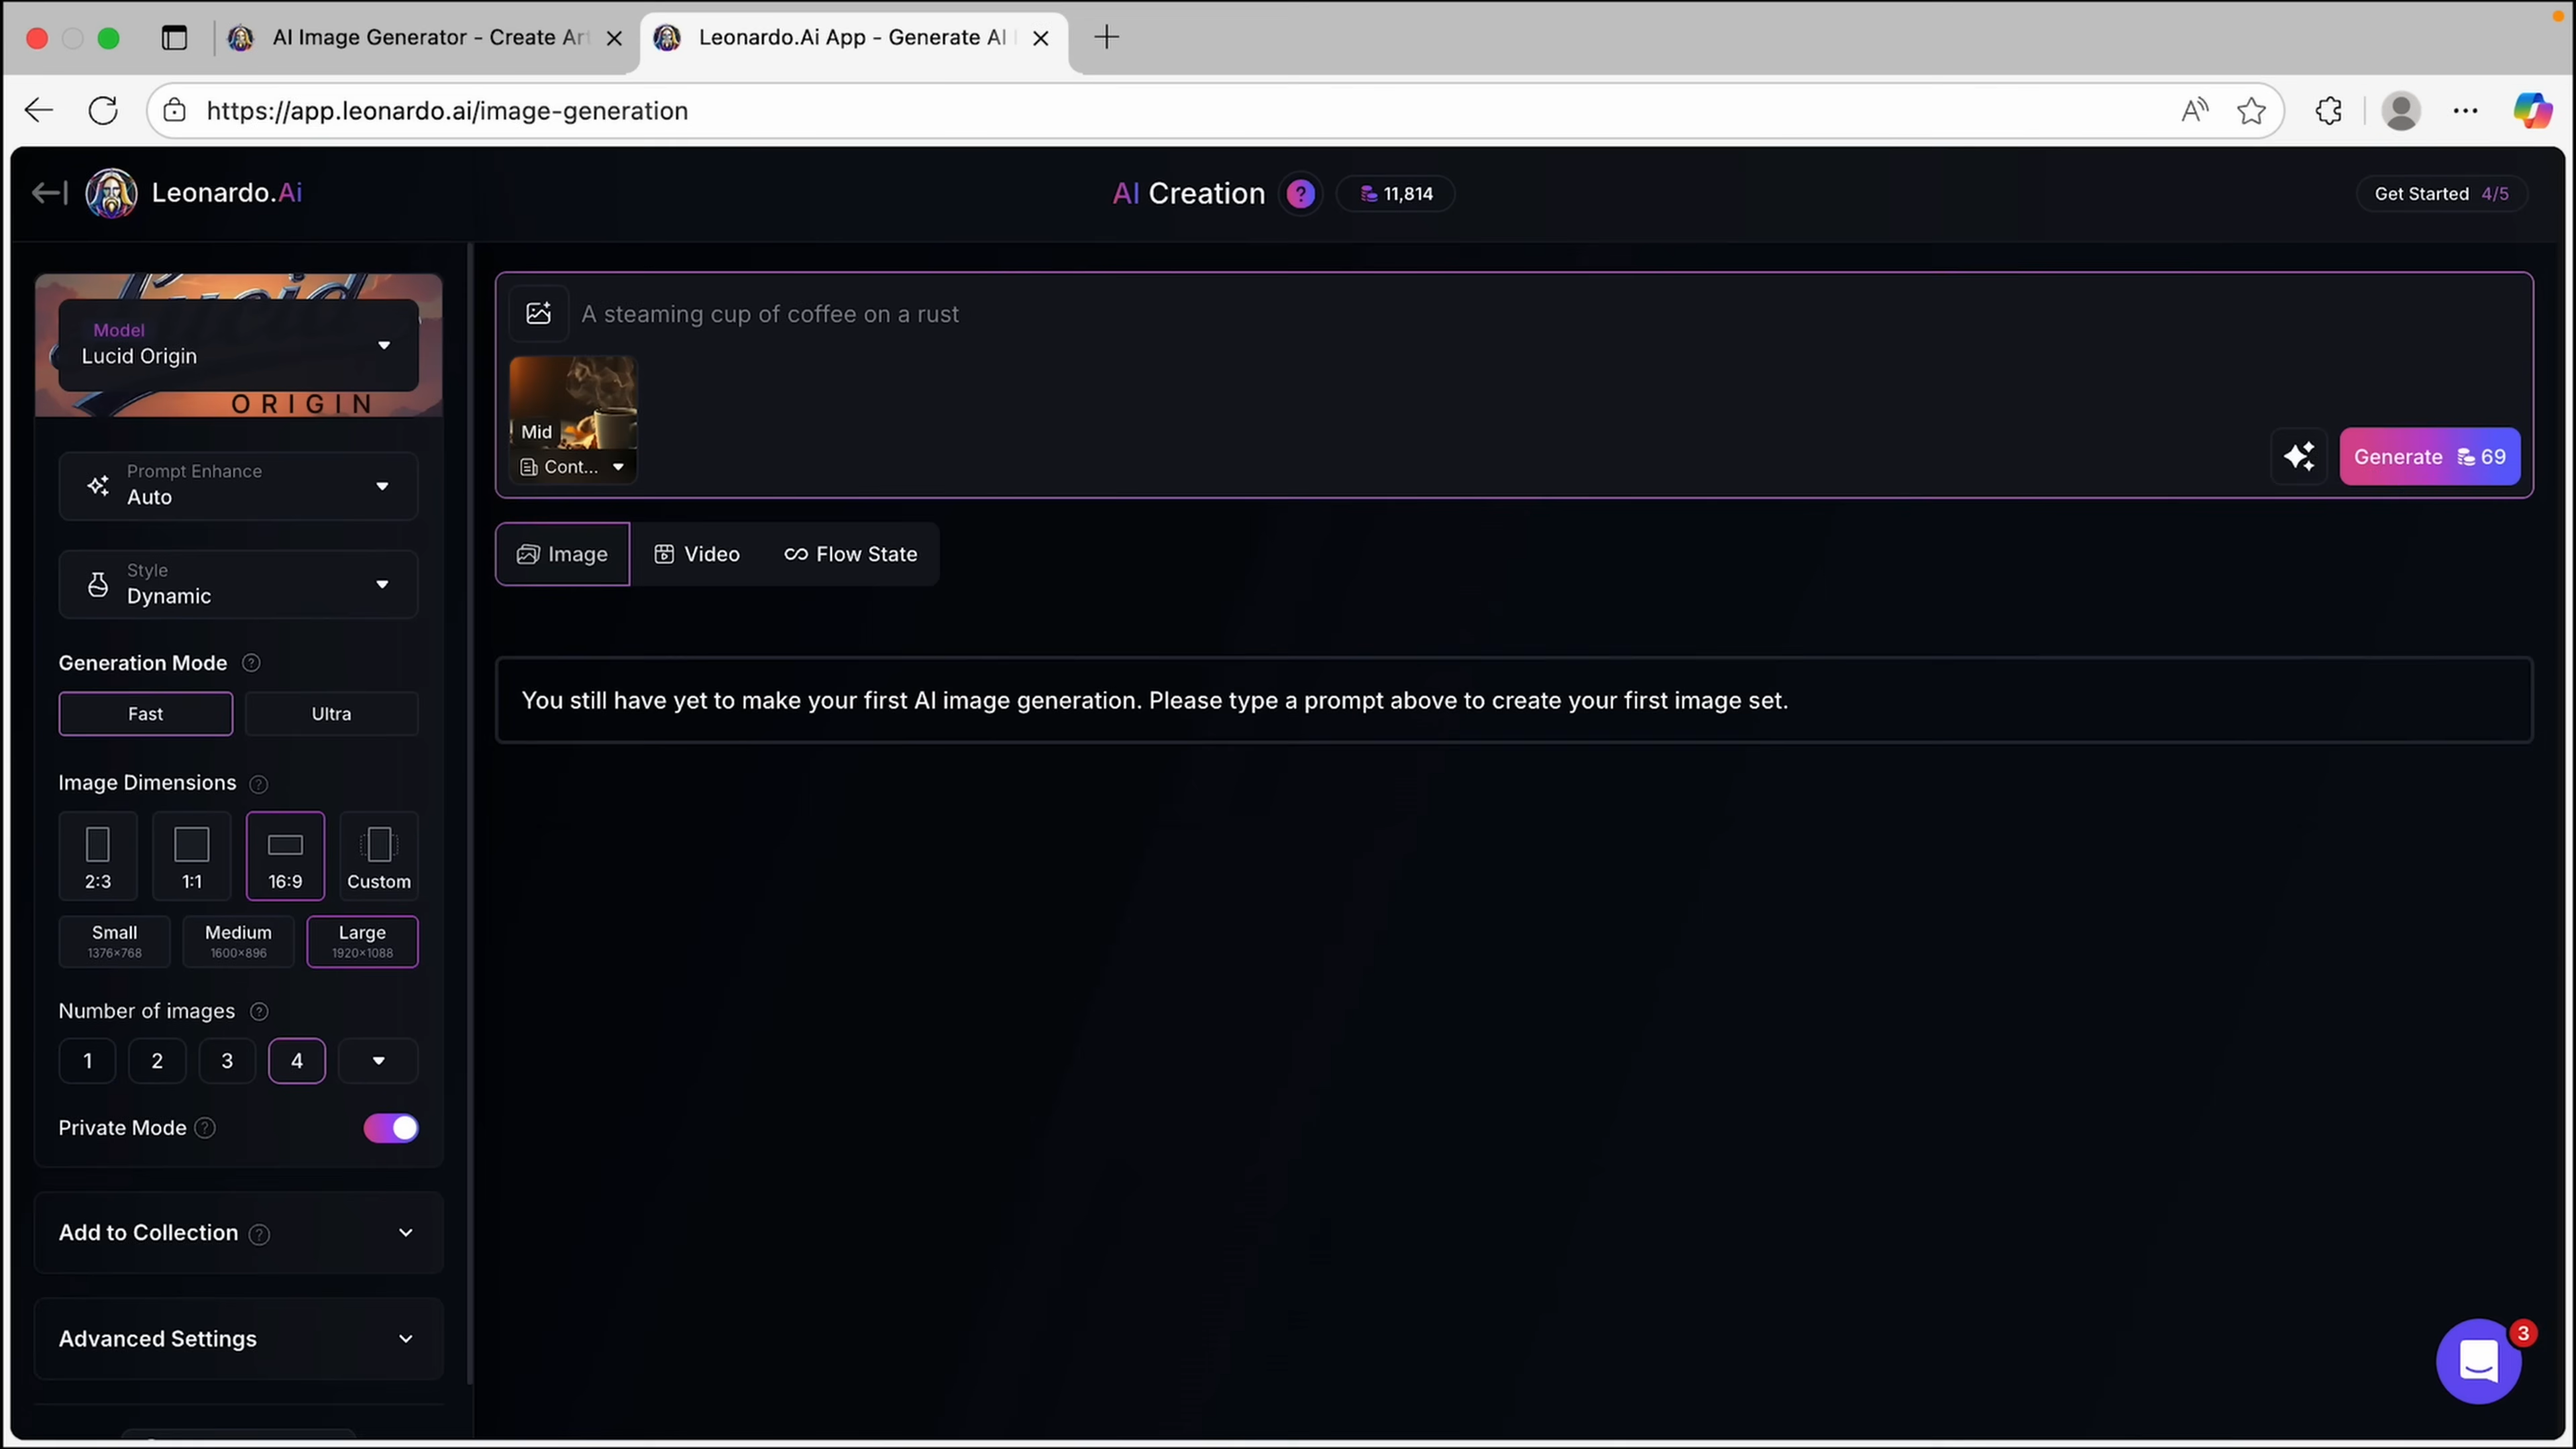 AI Image Generator - Create Art
Leonardo.Ai App - Generate AI
https://app.leonardo.ai/image-generation
Leonardo.Ai
AI Creation
?
11,814
Get Started 4/5
Model
Lucid Origin
ORIGIN
Prompt Enhance
Auto
Style
Dynamic
Generation Mode ?
Fast
Ultra
Image Dimensions ?
2:3
1:1
16:9
Custom
Small
1376×768
Medium
1600×896
Large
1920×1088
Number of images ?
1
2
3
4
Private Mode ?
Add to Collection ?
Advanced Settings
A steaming cup of coffee on a rust
Mid
Cont...
Generate 69
Image
Video
Flow State
You still have yet to make your first AI image generation. Please type a prompt above to create your first image set.
3